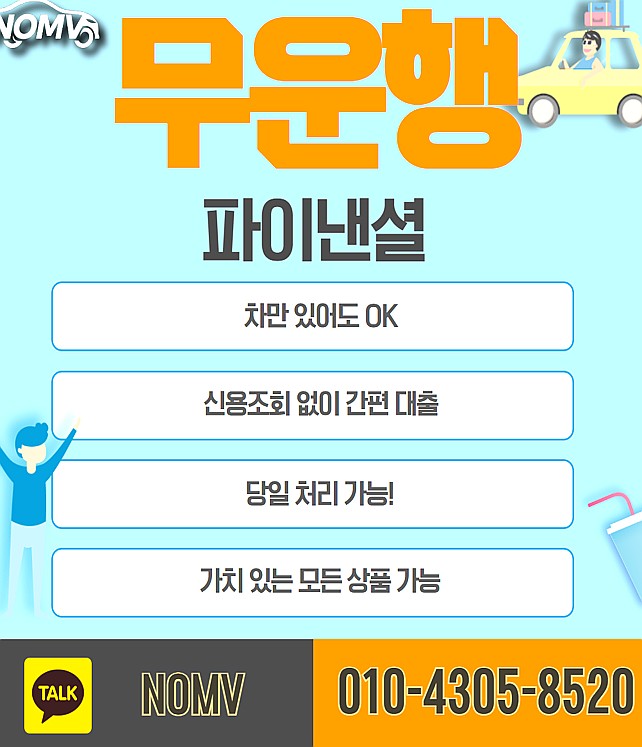 NOMV
무운행
파이낸셜
차만 있어도 OK
신용조회 없이 간편 대출
당일 처리 가능!
가치 있는 모든 상품 가능
TALK
NOMV
010-4305-8520